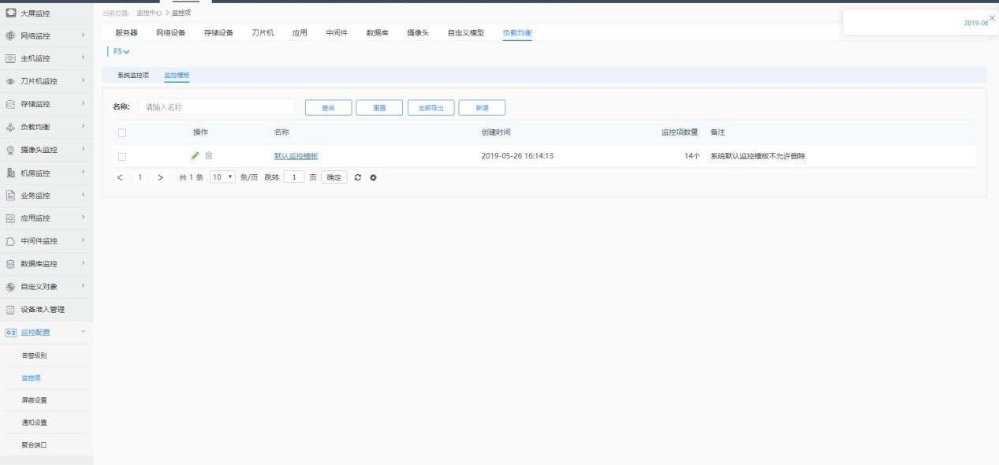 当前位置: 监控中心 > 监控项
2019-06
大屏监控
网络监控
主机监控
刀片机监控
存储监控
负载均衡
摄像头监控
机房监控
业务监控
应用监控
中间件监控
数据库监控
自定义对象
设备准入管理
监控配置
告警级别
监控项
屏蔽设置
通知设置
聚合端口
服务器 网络设备 存储设备 刀片机 应用 中间件 数据库 摄像头 自定义模型 负载均衡
F5
系统监控项 监控模板
名称: 请输入名称 查询 重置 全部导出 新增
操作 名称 创建时间 监控项数量 备注
默认监控模板 2019-05-26 16:14:13 14个 系统默认监控模板不允许删除
< 1 > 共 1 条 10 条/页 跳转 1 页 确定